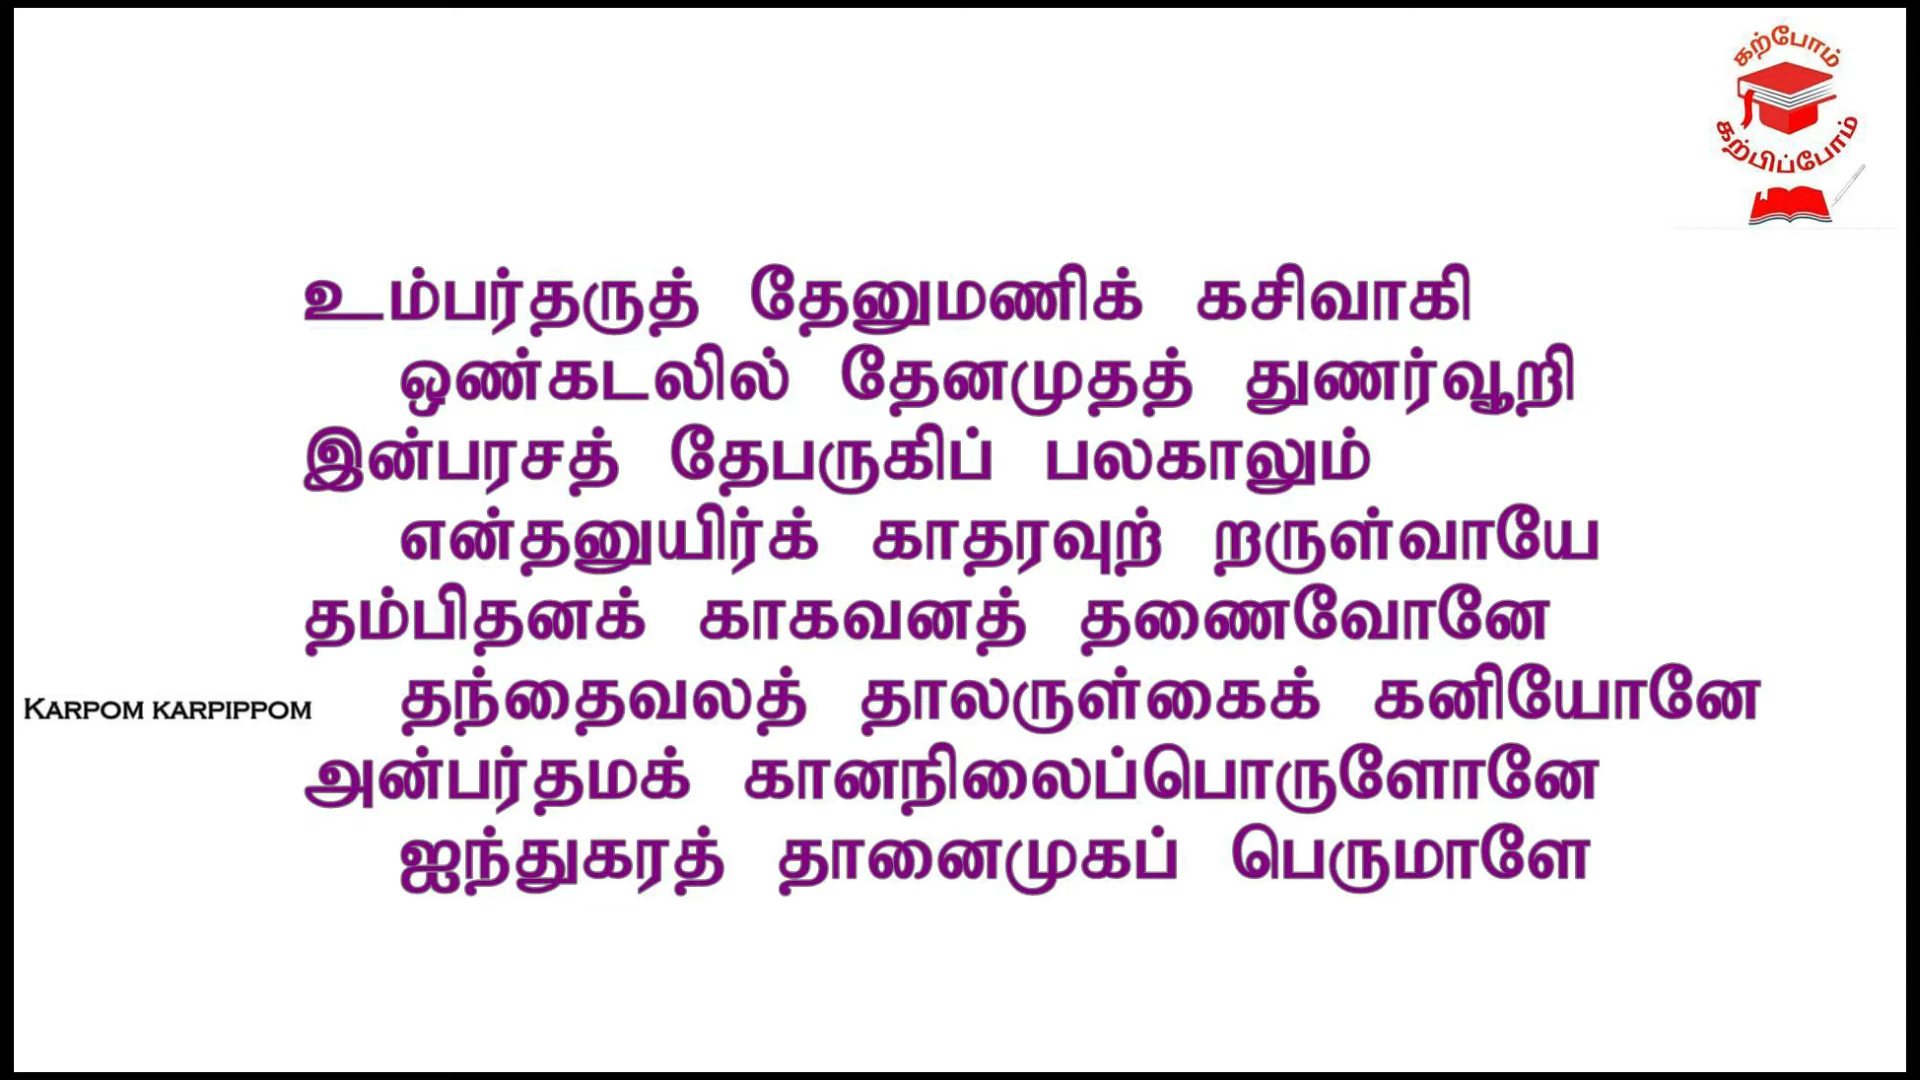 கற்போம்
கற்பிப்போம்
உம்பர்தருத் தேனுமணிக் கசிவாகி
ஒண்கடலில் தேனமுதத் துணர்வூறி
இன்பரசத் தேபருகிப் பலகாலும்
என்தனுயிர்க் காதரவுற் றருள்வாயே
தம்பிதனக் காகவனத் தணைவோனே
தந்தைவலத் தாலருள்கைக் கனியோனே
KARPOM KARPIPPOM
அன்பர்தமக் கானநிலைப்பொருளோனே
ஐந்துகரத் தானைமுகப் பெருமாளே